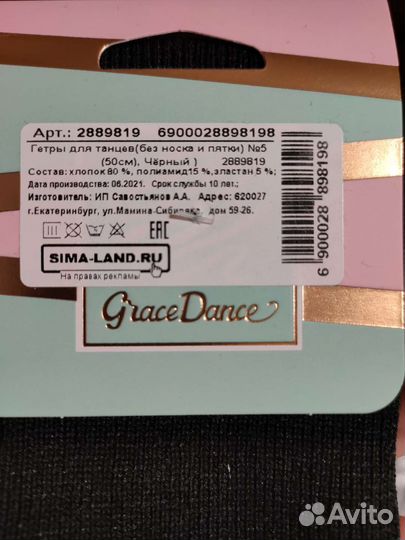 Арт.: 2889819 6900028898198
Гетры для танцев(без носка и пятки) №5
(50см), Чёрный ) 2889819
Состав: хлопок 80 %, полиамид15 %,эластан 5 %;
Дата производства: 06.2021. Срок службы 10 лет.;
Изготовитель: ИП Савостьянов А.А. Адрес: 620027
г.Екатеринбург, ул.Мамина-Сибиряка, дом 59-26.
ЕАС
SIMA-LAND.RU
На правах рекламы
6 900028 898198
Grace Dance
Avito